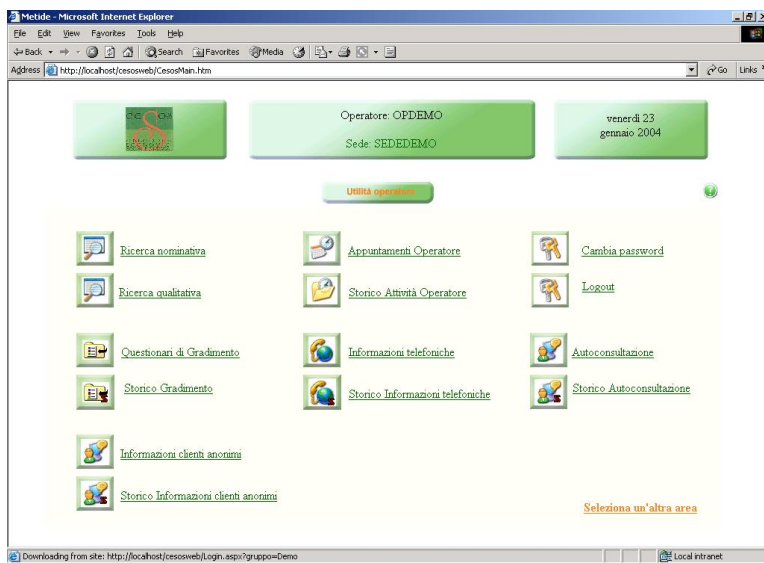 Metide - Microsoft Internet Explorer
File Edit View Favorites Tools Help
Back Search Favorites Media
Address http://localhost/cesosweb/CesosMain.htm Go Links
Operatore: OPDEMO
Sede: SEDEDEMO
venerdì 23
gennaio 2004
Utilità operatore
Ricerca nominativa
Appuntamenti Operatore
Cambia password
Ricerca qualitativa
Storico Attività Operatore
Logout
Questionari di Gradimento
Informazioni telefoniche
Autoconsultazione
Storico Gradimento
Storico Informazioni telefoniche
Storico Autoconsultazione
Informazioni clienti anonimi
Storico Informazioni clienti anonimi
Seleziona un'altra area
Downloading from site: http://localhost/cesosweb/Login.aspx?gruppo=Demo Local intranet